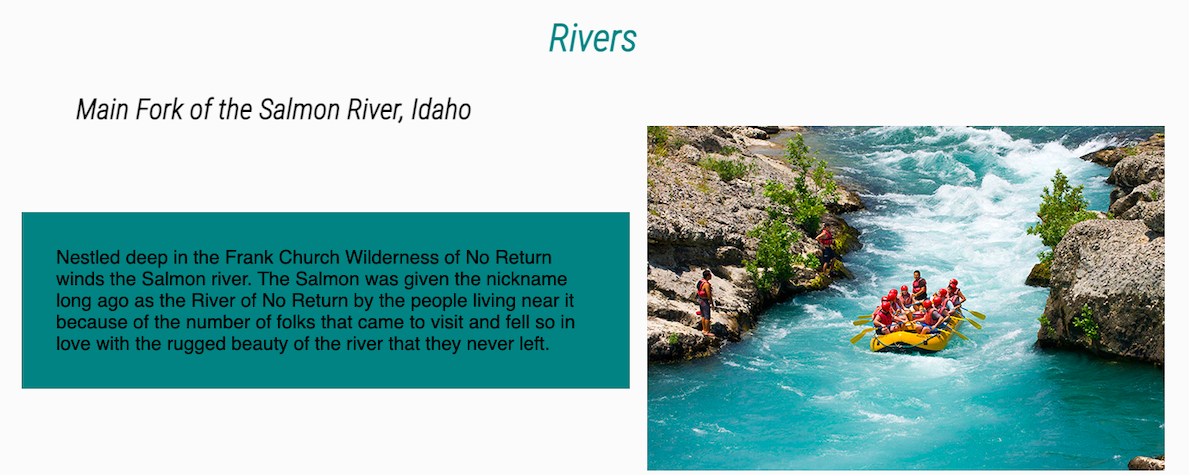 Rivers
Main Fork of the Salmon River, Idaho
Nestled deep in the Frank Church Wilderness of No Return
winds the Salmon river. The Salmon was given the nickname
long ago as the River of No Return by the people living near it
because of the number of folks that came to visit and fell so in
love with the rugged beauty of the river that they never left.